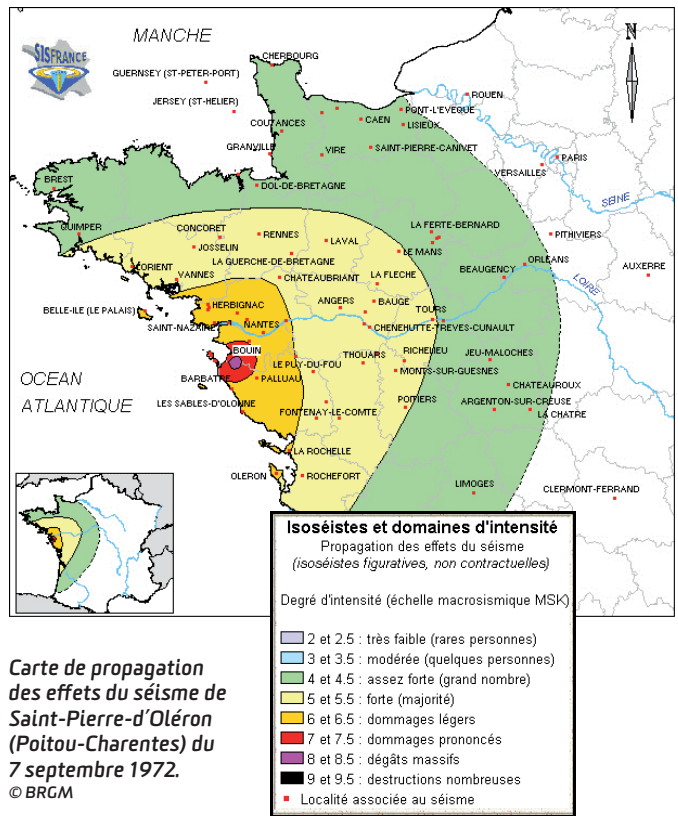 SISFRANCE
MANCHE
N
CHERBOURG
GUERNSEY (ST-PETER-PORT)
JERSEY (ST-HELIER)
ROUEN
PONT-L'EVEQUE
CAEN
LISIEUX
COUTANCES
GRANVILLE
VIRE
SAINT-PIERRE-CANIVET
PARIS
VERSAILLES
BREST
DOL-DE-BRETAGNE
SEINE
QUIMPER
CONCORET
RENNES
LA FERTE-BERNARD
PITHIVIERS
JOSSELIN
LAVAL
LE MANS
LA GUERCHE-DE-BRETAGNE
ORLEANS
LORIENT
VANNES
CHATEAUBRIANT
LA FLECHE
BEAUGENCY
AUXERRE
LOIRE
HERBIGNAC
ANGERS
BAUGE
BELLE-ILE (LE PALAIS)
TOURS
SAINT-NAZAIRE
NANTES
CHENEHUTTE-TREVES-CUNAULT
BOUIN
THOUARS
RICHELIEU
JEU-MALOCHES
LE PUY-DU-FOU
MONTS-SUR-GUESNES
OCEAN
ATLANTIQUE
BARBATRE
PALLUAU
CHATEAUROUX
LES SABLES-D'OLONNE
FONTENAY-LE-COMTE
POITIERS
ARGENTON-SUR-CREUSE
LA CHATRE
LA ROCHELLE
OLERON
ROCHEFORT
LIMOGES
CLERMONT-FERRAND
Isoséistes et domaines d'intensité
Propagation des effets du séisme
(isoséistes figuratives, non contractuelles)
Degré d'intensité (échelle macrosismique MSK)
2 et 2.5 : très faible (rares personnes)
3 et 3.5 : modérée (quelques personnes)
4 et 4.5 : assez forte (grand nombre)
5 et 5.5 : forte (majorité)
6 et 6.5 : dommages légers
7 et 7.5 : dommages prononcés
8 et 8.5 : dégâts massifs
9 et 9.5 : destructions nombreuses
Localité associée au séisme
Carte de propagation
des effets du séisme de
Saint-Pierre-d'Oléron
(Poitou-Charentes) du
7 septembre 1972.
© BRGM